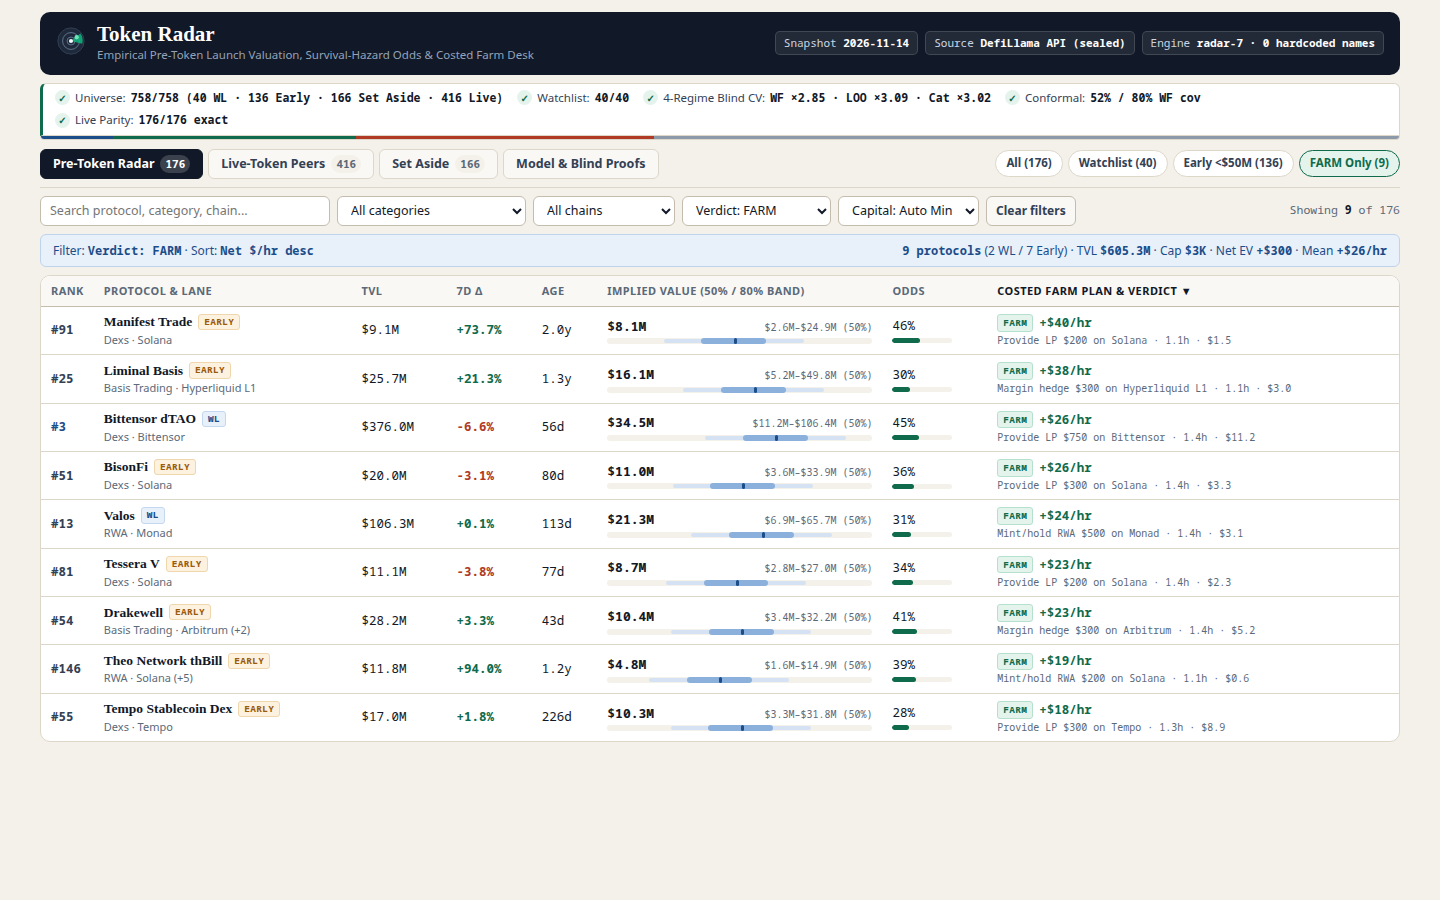 Token Radar
Empirical Pre-Token Launch Valuation, Survival-Hazard Odds & Costed Farm Desk
Snapshot 2026-11-14
Source DefiLlama API (sealed)
Engine radar-7 · 0 hardcoded names
✓ Universe: 758/758 (40 WL · 136 Early · 166 Set Aside · 416 Live) ✓ Watchlist: 40/40 ✓ 4-Regime Blind CV: WF ×2.85 · LOO ×3.09 · Cat ×3.02 ✓ Conformal: 52% / 80% WF cov
✓ Live Parity: 176/176 exact
Pre-Token Radar 176
Live-Token Peers 416
Set Aside 166
Model & Blind Proofs
All (176)
Watchlist (40)
Early <$50M (136)
FARM Only (9)
Search protocol, category, chain...
All categories
All chains
Verdict: FARM
Capital: Auto Min
Clear filters
Showing 9 of 176
Filter: Verdict: FARM · Sort: Net $/hr desc
9 protocols (2 WL / 7 Early) · TVL $605.3M · Cap $3K · Net EV +$300 · Mean +$26/hr
RANK PROTOCOL & LANE TVL 7D Δ AGE IMPLIED VALUE (50% / 80% BAND) ODDS COSTED FARM PLAN & VERDICT ▼
#91 Manifest Trade EARLY $9.1M +73.7% 2.0y $8.1M $2.6M–$24.9M (50%) 46% FARM +$40/hr
Dexs · Solana Provide LP $200 on Solana · 1.1h · $1.5
#25 Liminal Basis EARLY $25.7M +21.3% 1.3y $16.1M $5.2M–$49.8M (50%) 30% FARM +$38/hr
Basis Trading · Hyperliquid L1 Margin hedge $300 on Hyperliquid L1 · 1.1h · $3.0
#3 Bittensor dTAO WL $376.0M -6.6% 56d $34.5M $11.2M–$106.4M (50%) 45% FARM +$26/hr
Dexs · Bittensor Provide LP $750 on Bittensor · 1.4h · $11.2
#51 BisonFi EARLY $20.0M -3.1% 80d $11.0M $3.6M–$33.9M (50%) 36% FARM +$26/hr
Dexs · Solana Provide LP $300 on Solana · 1.4h · $3.3
#13 Valos WL $106.3M +0.1% 113d $21.3M $6.9M–$65.7M (50%) 31% FARM +$24/hr
RWA · Monad Mint/hold RWA $500 on Monad · 1.4h · $3.1
#81 Tessera V EARLY $11.1M -3.8% 77d $8.7M $2.8M–$27.0M (50%) 34% FARM +$23/hr
Dexs · Solana Provide LP $200 on Solana · 1.4h · $2.3
#54 Drakewell EARLY $28.2M +3.3% 43d $10.4M $3.4M–$32.2M (50%) 41% FARM +$23/hr
Basis Trading · Arbitrum (+2) Margin hedge $300 on Arbitrum · 1.4h · $5.2
#146 Theo Network thBill EARLY $11.8M +94.0% 1.2y $4.8M $1.6M–$14.9M (50%) 39% FARM +$19/hr
RWA · Solana (+5) Mint/hold RWA $200 on Solana · 1.1h · $0.6
#55 Tempo Stablecoin Dex EARLY $17.0M +1.8% 226d $10.3M $3.3M–$31.8M (50%) 28% FARM +$18/hr
Dexs · Tempo Provide LP $300 on Tempo · 1.3h · $8.9